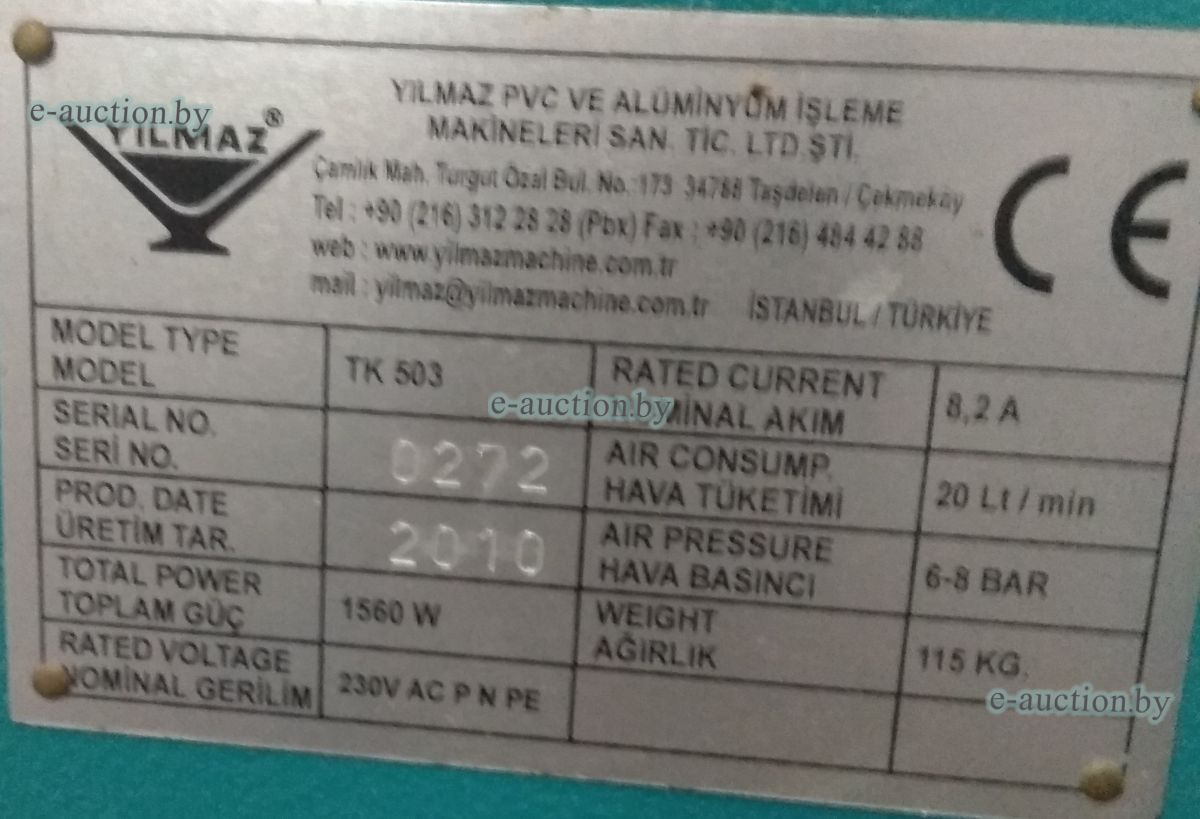 e-auction.by
YILMAZ®
YILMAZ PVC VE ALÜMİNYÜM İŞLEME
MAKİNELERİ SAN. TİC. LTD.ŞTİ.
Çamlık Mah. Turgut Özal Bul. No.:173 34788 Taşdelen / Çekmeköy
Tel : +90 (216) 312 28 28 (Pbx) Fax : +90 (216) 484 42 88
web : www.yilmazmachine.com.tr
mail : yilmaz@yilmazmachine.com.tr İSTANBUL / TÜRKİYE
CE
MODEL TYPE
MODEL
TK 503
RATED CURRENT
MİNAL AKIM
8,2 A
e-auction.by
SERIAL NO.
SERİ NO.
0272
AIR CONSUMP.
HAVA TÜKETİMİ
20 Lt / min
PROD. DATE
ÜRETİM TAR.
2010
AIR PRESSURE
HAVA BASINCI
6-8 BAR
TOTAL POWER
TOPLAM GÜÇ
1560 W
WEIGHT
AĞIRLIK
115 KG.
RATED VOLTAGE
NOMİNAL GERİLİM
230V AC P N PE
e-auction.by